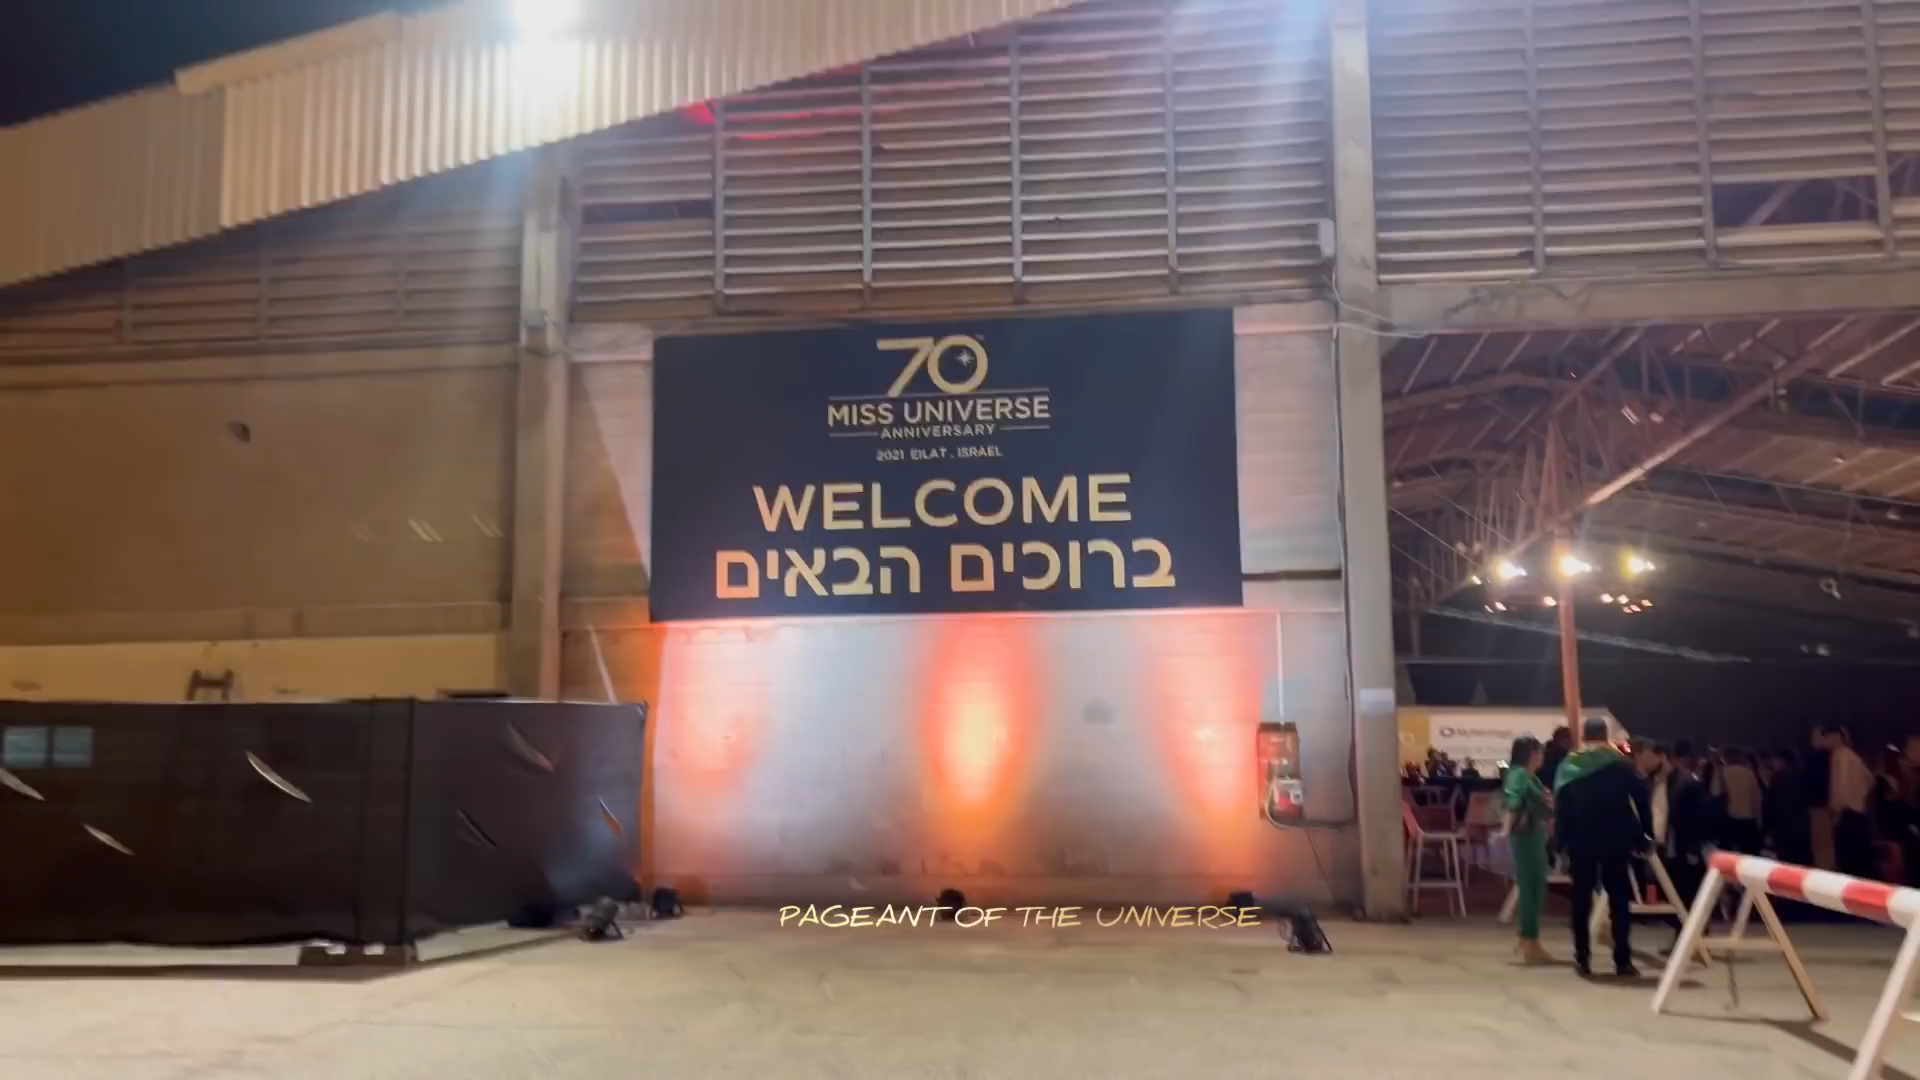 70
MISS UNIVERSE
ANNIVERSARY
2021 EILAT . ISRAEL
WELCOME
ברוכים הבאים
PAGEANT OF THE UNIVERSE